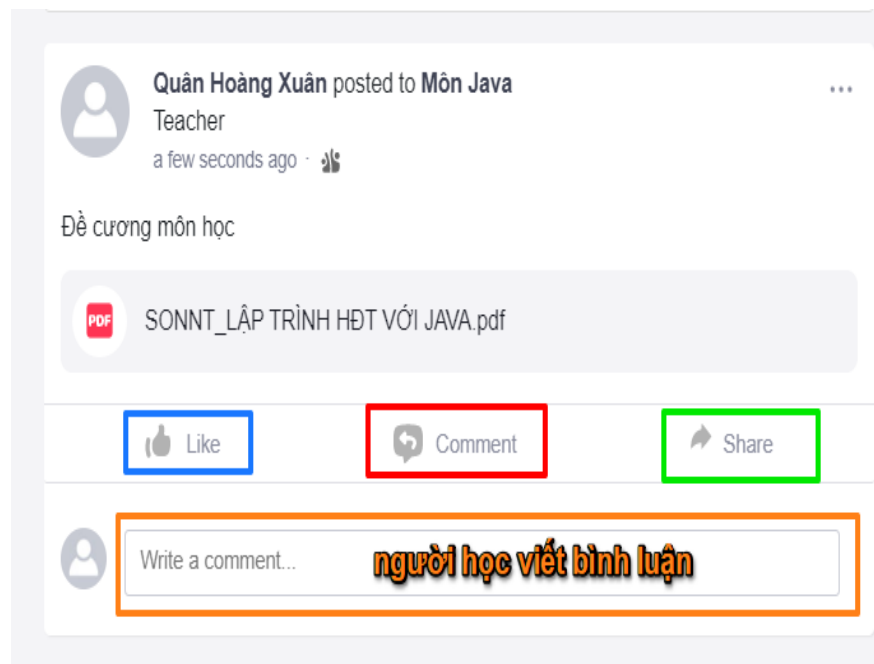 Quân Hoàng Xuân posted to Môn Java
Teacher
a few seconds ago ·
Đề cương môn học
PDF SONNT_LẬP TRÌNH HĐT VỚI JAVA.pdf
Like Comment Share
Write a comment... người học viết bình luận